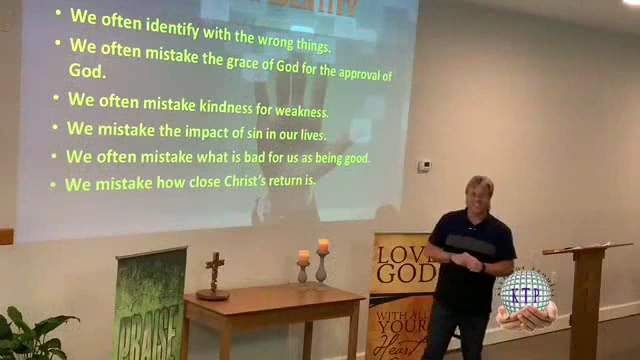 • We often identify with the wrong things.
• We often mistake the grace of God for the approval of
God.
• We often mistake kindness for weakness.
• We mistake the impact of sin in our lives.
• We often mistake what is bad for us as being good.
• We mistake how close Christ's return is.
LOVE
GOD
WITH ALL
YOUR
Heart
PRAISE